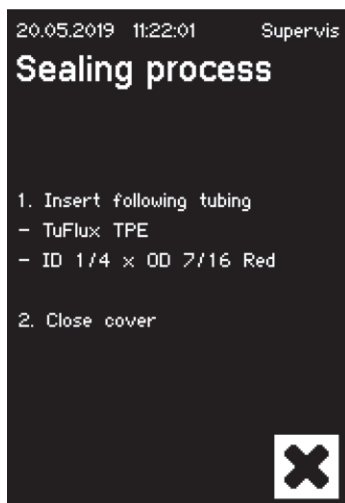 20.05.2019 11:22:01 Supervis
Sealing process
1. Insert following tubing
- TuFlux TPE
- ID 1/4 x OD 7/16 Red
2. Close cover